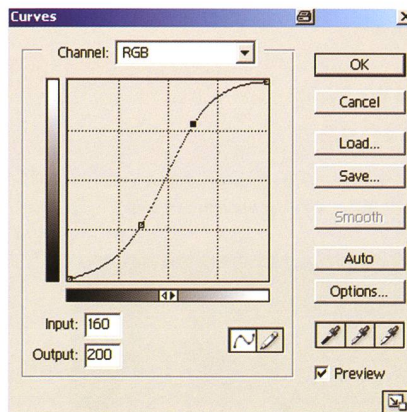 Curves
Channel: RGB
OK
Cancel
Load...
Save...
Smooth
Auto
Options...
Input: 160
Output: 200
Preview